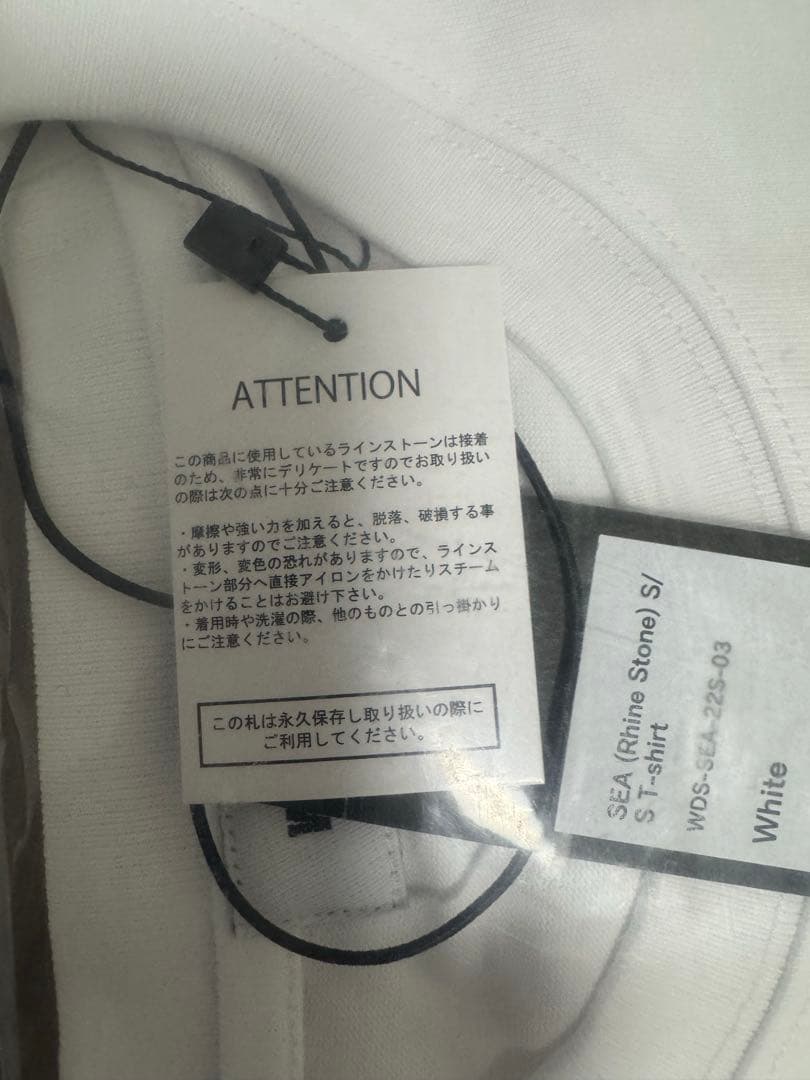 ATTENTION
この商品に使用しているラインストーンは接着
のため、非常にデリケートですのでお取り扱い
の際は次の点に十分ご注意ください。
・摩擦や強い力を加えると、脱落、破損する事
がありますのでご注意ください。
・変形、変色の恐れがありますので、ラインス
トーン部分へ直接アイロンをかけたりスチーム
をかけることはお避け下さい。
・着用時や洗濯の際、他のものとの引っ掛かり
にご注意ください。
この札は永久保存し取り扱いの際に
ご利用してください。
SEA (Rhine Stone) S/
S T-shirt
WDS-SEA-22S-03
White